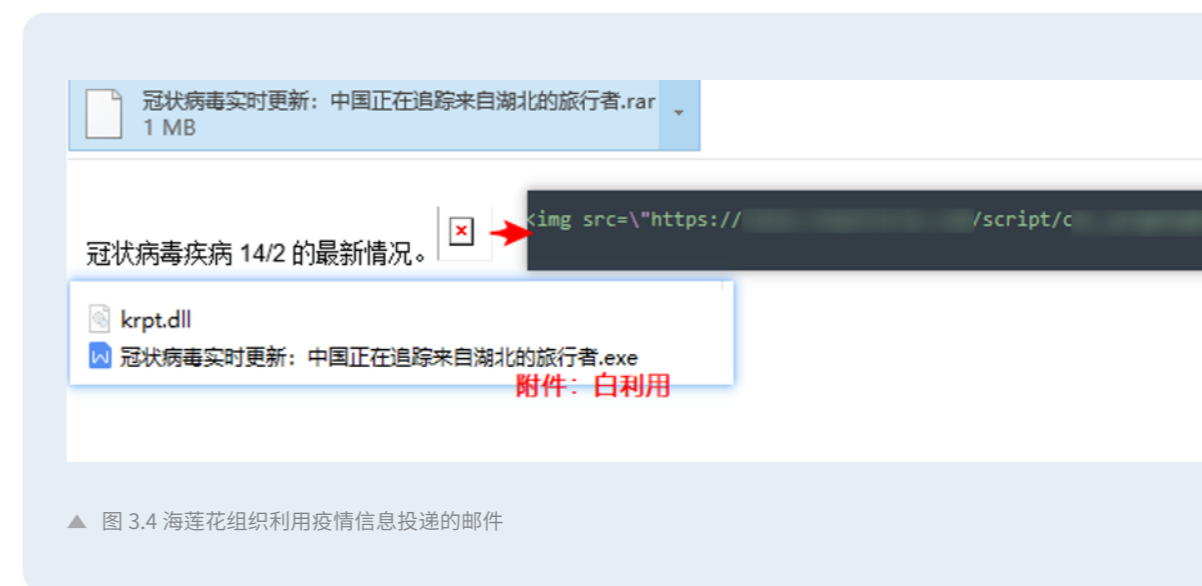 冠状病毒实时更新：中国正在追踪来自湖北的旅行者.rar
1 MB
<img src=\"https://
/script/c
冠状病毒疾病 14/2 的最新情况。
krpt.dll
冠状病毒实时更新：中国正在追踪来自湖北的旅行者.exe
附件：白利用
▲ 图 3.4 海莲花组织利用疫情信息投递的邮件